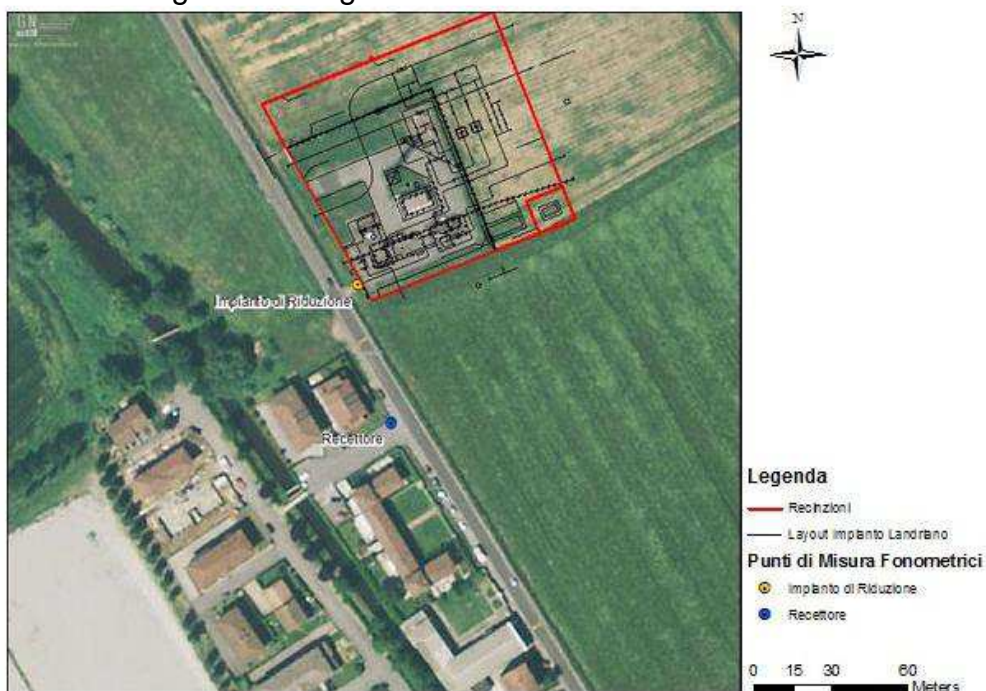 GN
N
Impianto di Riduzione
Recettore
Legenda
Recinzioni
Layout Impianto Landriano
Punti di Misura Fonometrici
Impianto di Riduzione
Recettore
0 15 30 60
Meters